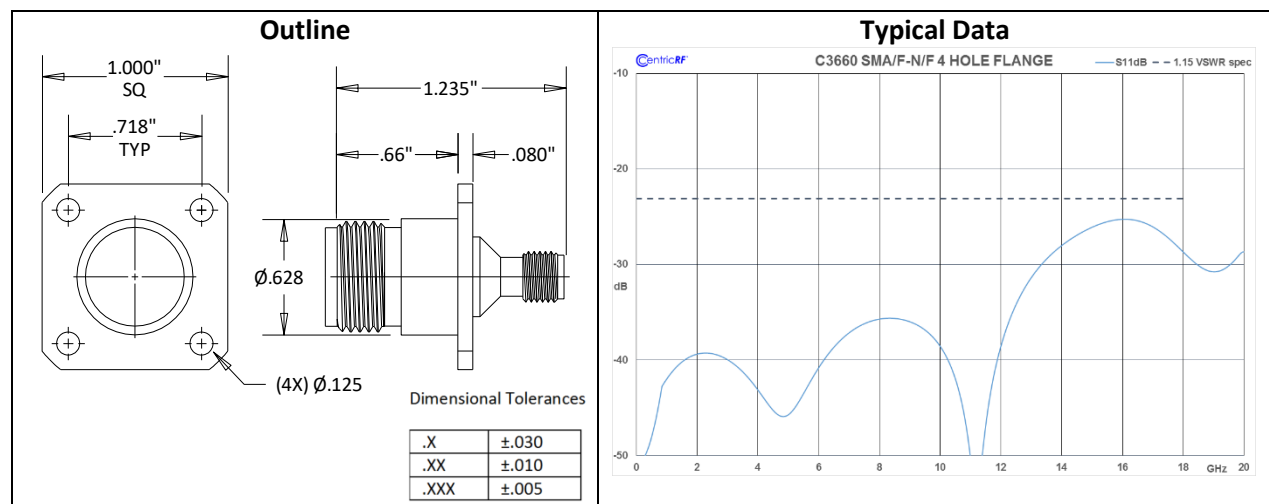 Outline
1.000"
SQ
.718"
TYP
1.235"
.66"
.080"
Ø.628
(4X) Ø.125
Dimensional Tolerances
.X ±.030
.XX ±.010
.XXX ±.005
Typical Data
CentricRF
C3660 SMA/F-N/F 4 HOLE FLANGE
S11dB
1.15 VSWR spec
-10
-20
-30
dB
-40
-50
0 2 4 6 8 10 12 14 16 18 GHz 20